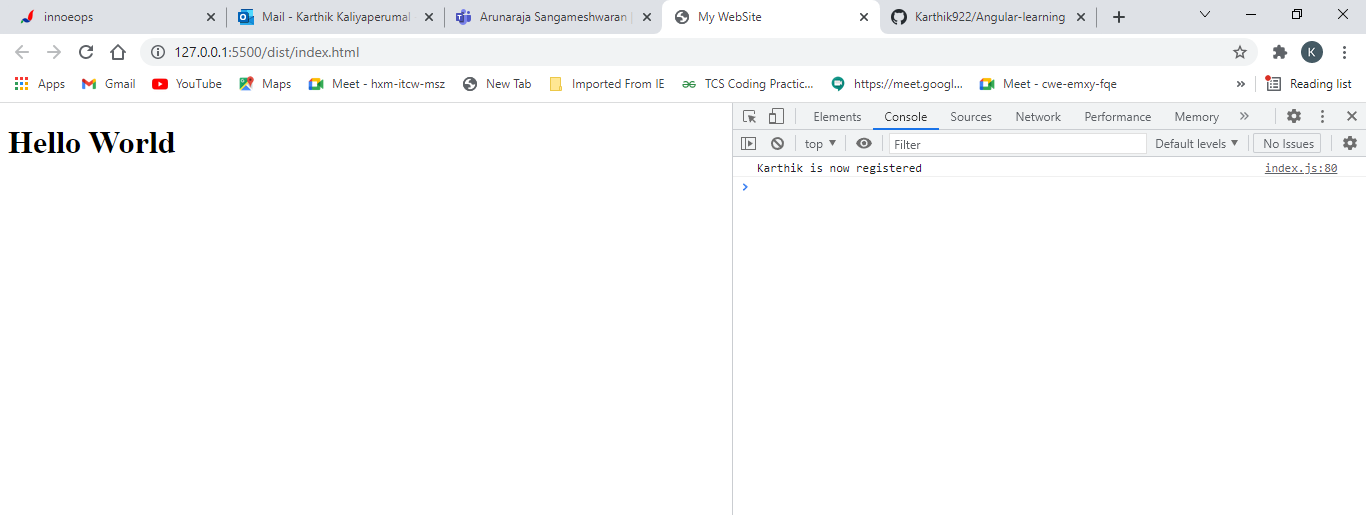 innoeops
Mail - Karthik Kaliyaperumal
Arunaraja Sangameshwaran |
My WebSite
Karthik922/Angular-learning
127.0.0.1:5500/dist/index.html
K
Apps
Gmail
YouTube
Maps
Meet - hxm-itcw-msz
New Tab
Imported From IE
TCS Coding Practic...
https://meet.googl...
Meet - cwe-emxy-fqe
»
Reading list
Hello World
Elements
Console
Sources
Network
Performance
Memory
»
top
Filter
Default levels
No Issues
Karthik is now registered
index.js:80